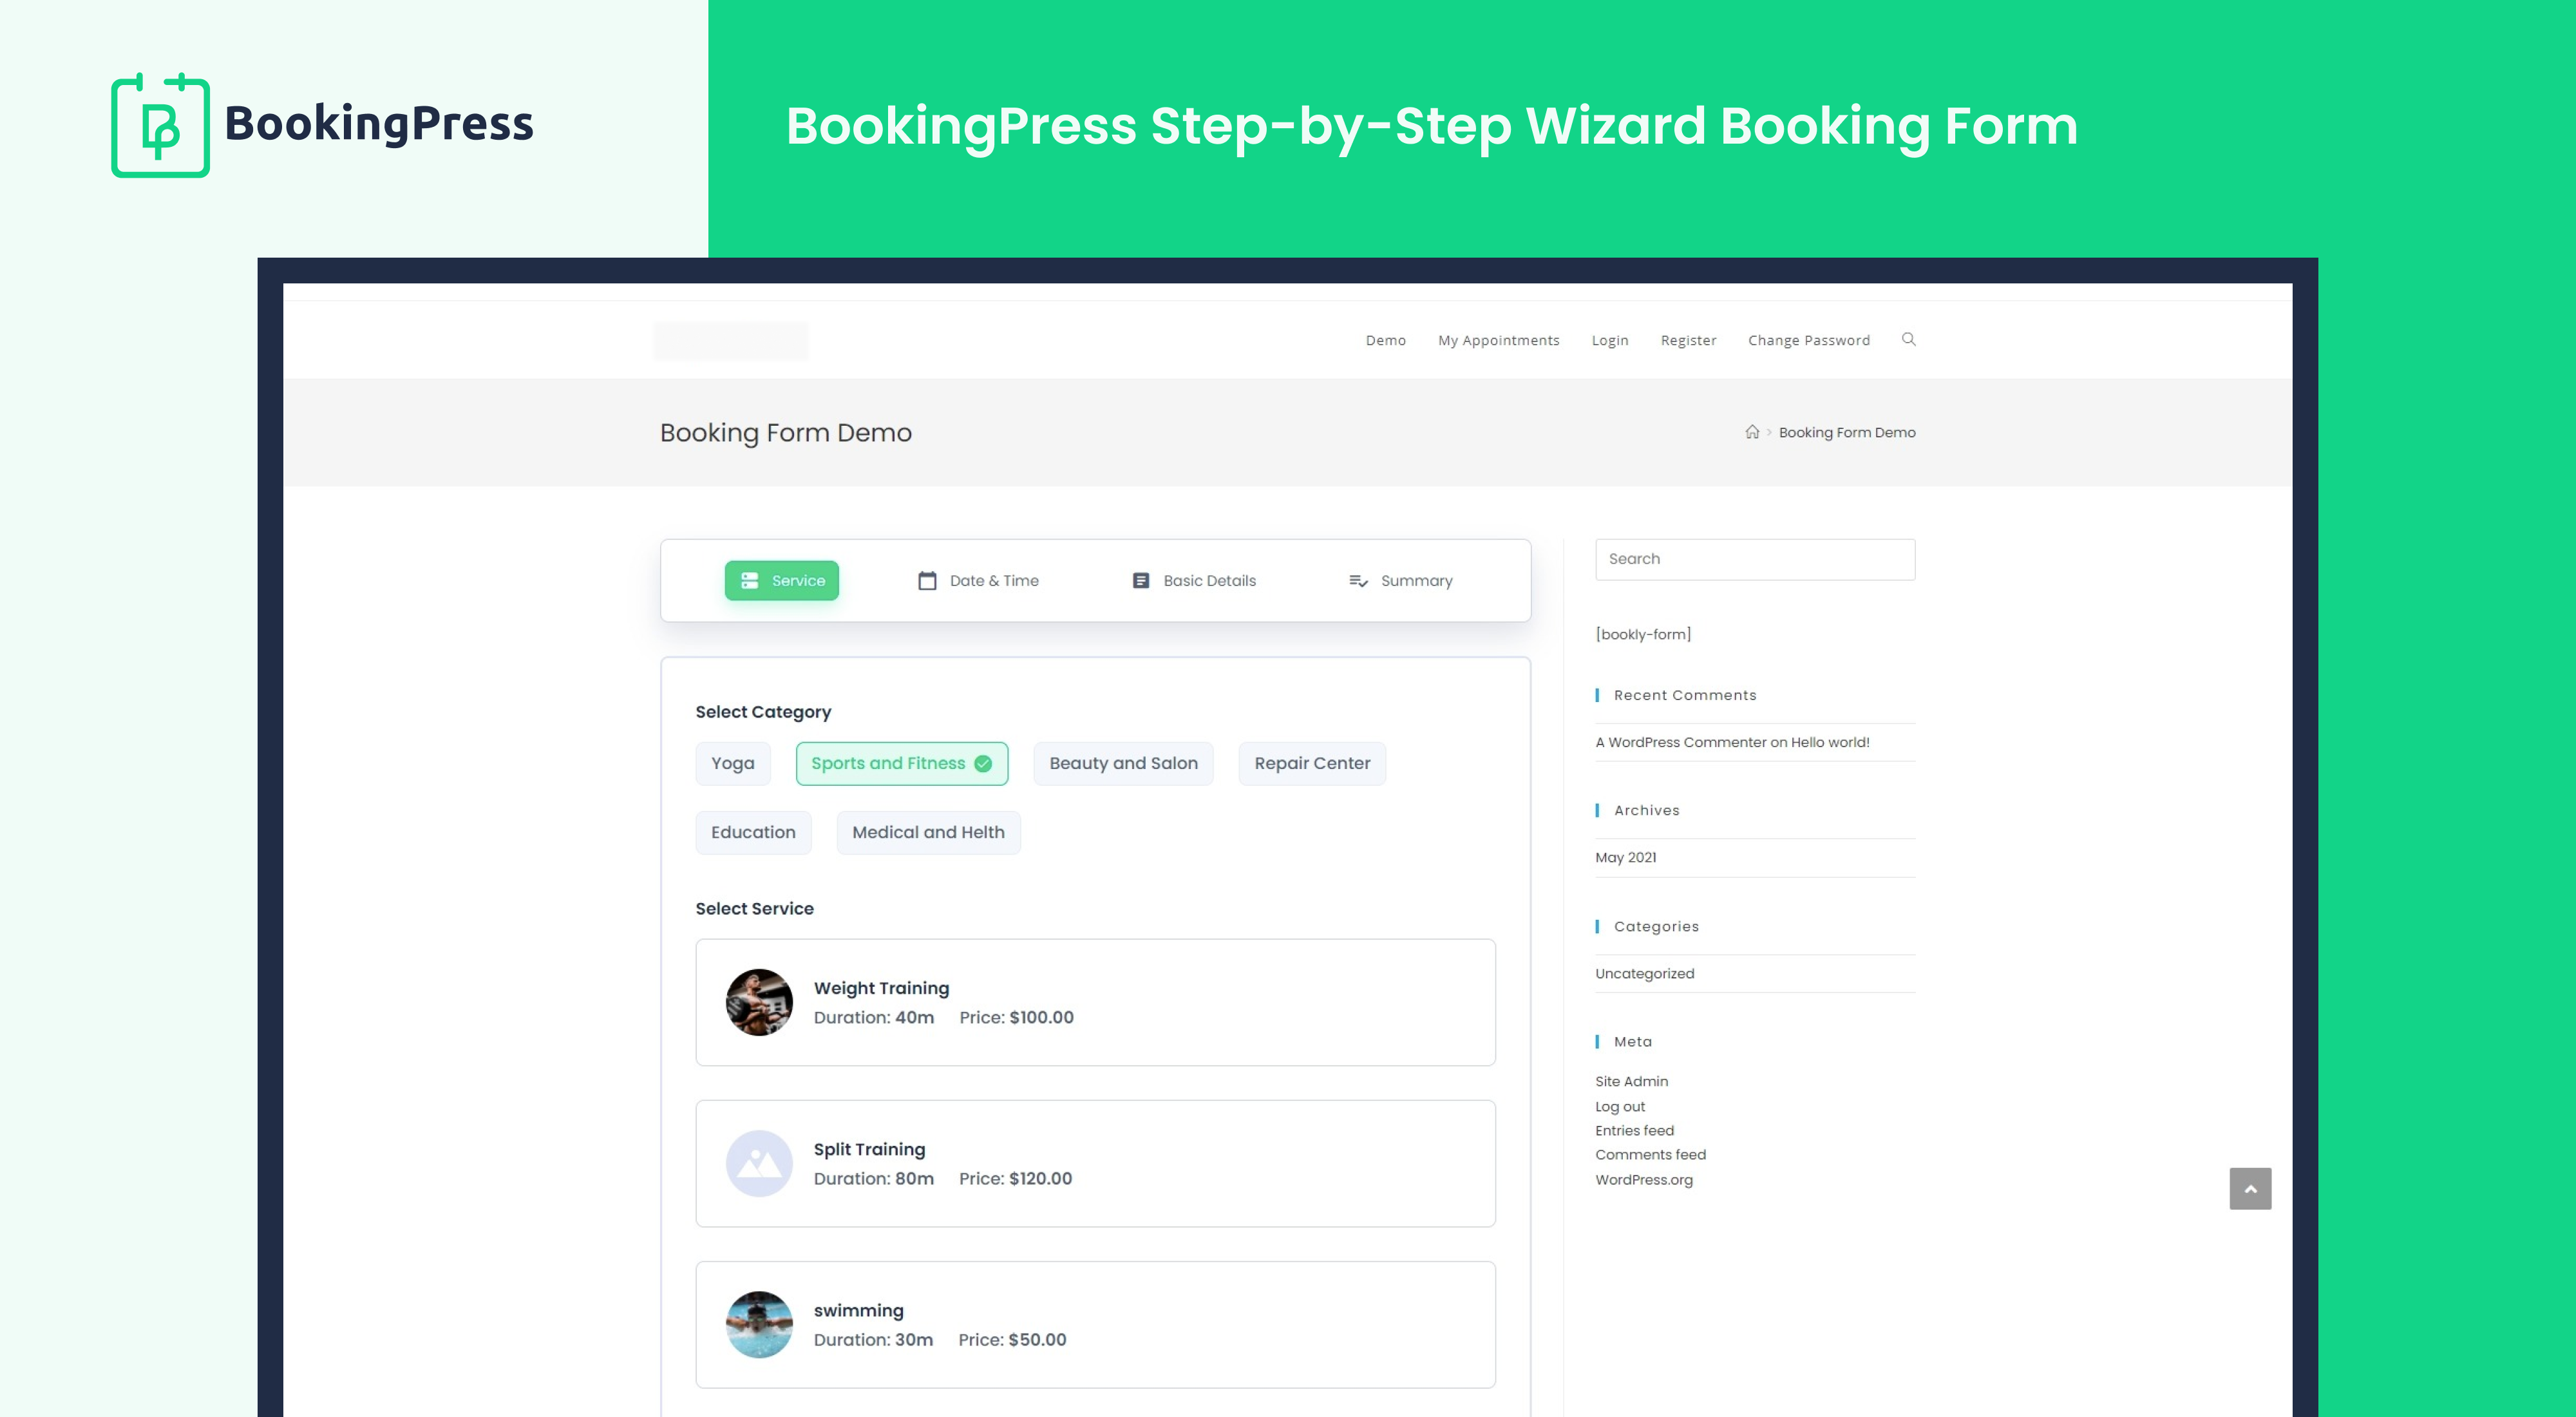 BookingPress
BookingPress Step-by-Step Wizard Booking Form
Demo My Appointments Login Register Change Password
Booking Form Demo
> Booking Form Demo
Service Date & Time Basic Details Summary
Select Category
Yoga Sports and Fitness Beauty and Salon Repair Center
Education Medical and Helth
Select Service
Weight Training
Duration: 40m Price: $100.00
Split Training
Duration: 80m Price: $120.00
swimming
Duration: 30m Price: $50.00
Search
[bookly-form]
Recent Comments
A WordPress Commenter on Hello world!
Archives
May 2021
Categories
Uncategorized
Meta
Site Admin
Log out
Entries feed
Comments feed
WordPress.org